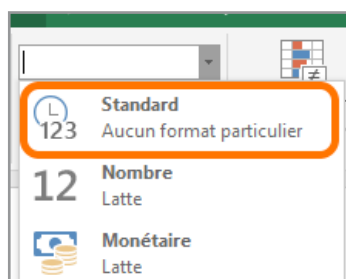 Standard
123
Aucun format particulier
12
Nombre
Latte
Monétaire
Latte